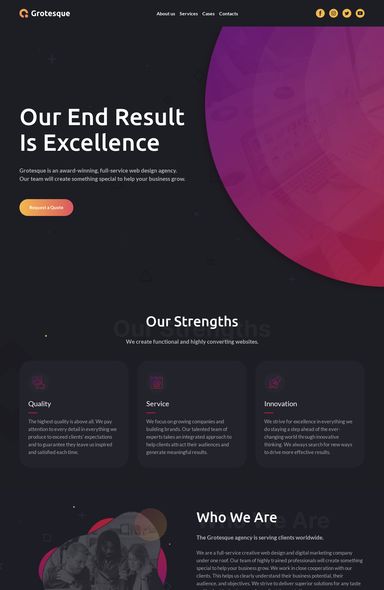 Grotesque
About us Services Cases Contacts
Our End Result
Is Excellence
Grotesque is an award-winning, full-service web design agency.
Our team will create something special to help your business grow.
Request a Quote
Our Strengths
Our Strengths
We create functional and highly converting websites.
Quality
The highest quality is above all. We pay
attention to every detail in everything we
produce to exceed clients' expectations
and to guarantee they leave us inspired
and satisfied each time.
Service
We focus on growing companies and
building brands. Our talented team of
experts takes an integrated approach to
help clients attract their audiences and
generate meaningful results.
Innovation
We strive for excellence in everything we
do staying a step ahead of the ever-
changing world through innovative
thinking. We always search for new ways
to drive more effective results.
Who We Are
Who We Are
The Grotesque agency is serving clients worldwide.
We are a full-service creative web design and digital marketing company
under one roof. Our team of highly trained professionals will create something
special to help your business grow. We work in close cooperation with our
clients. This helps us clearly understand their business potential, their
audience, and objectives. We strive to deliver superior solutions for any taste